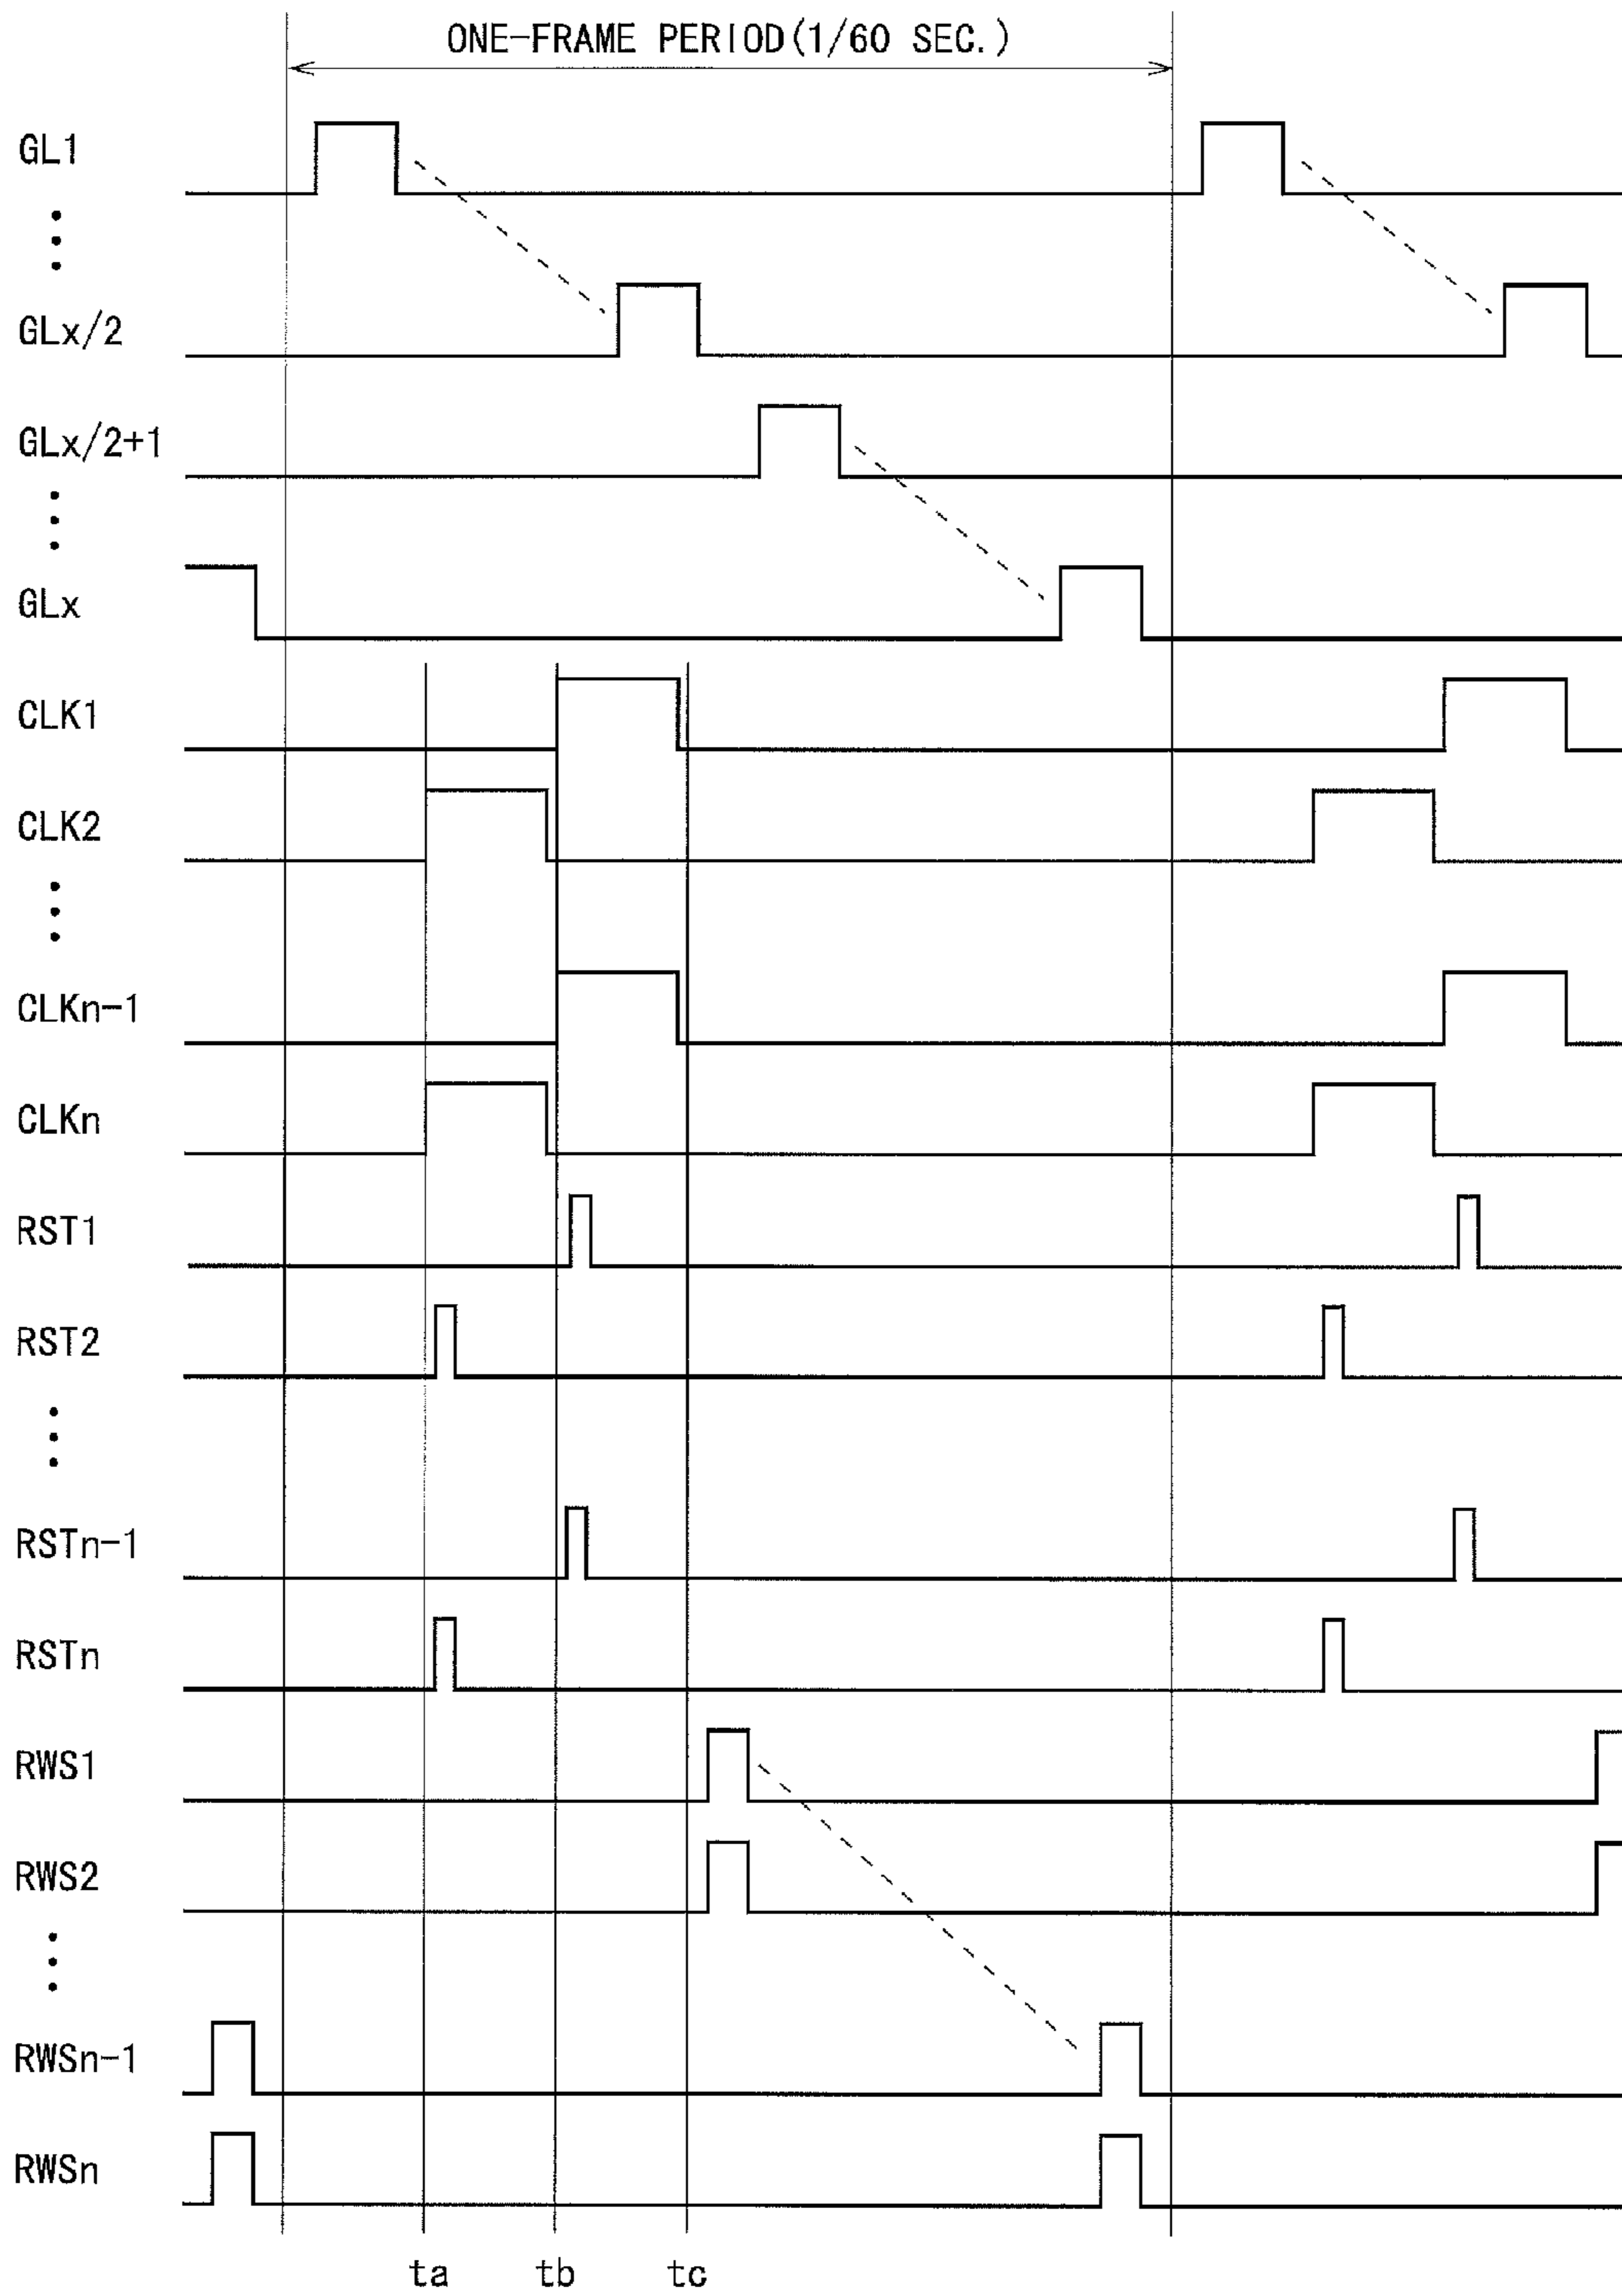 ONE-FRAME PERIOD(1/60 SEC.)
GL1
GLx/2
GLx/2+1
GLx
CLK1
CLK2
CLKn-1
CLKn
RST1
RST2
RSTn-1
RSTn
RWS1
RWS2
RWSn-1
RWSn
ta tb tc